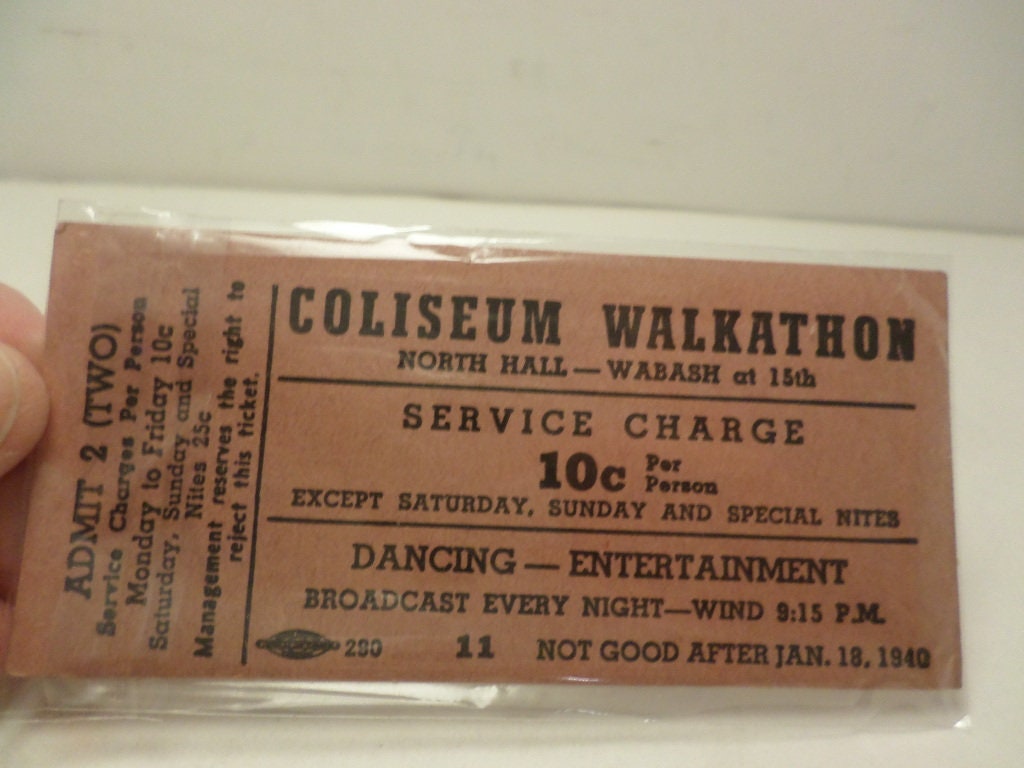 ADMIT 2 (TWO)
Service Charges Per Person
Monday to Friday 10c
Saturday, Sunday and Special
Nites 25c
Management reserves the right to
reject this ticket.
COLISEUM WALKATHON
NORTH HALL — WABASH at 15th
SERVICE CHARGE
10c Per
Person
EXCEPT SATURDAY, SUNDAY AND SPECIAL NITES
DANCING — ENTERTAINMENT
BROADCAST EVERY NIGHT—WIND 9:15 P.M.
11 NOT GOOD AFTER JAN. 18, 1940